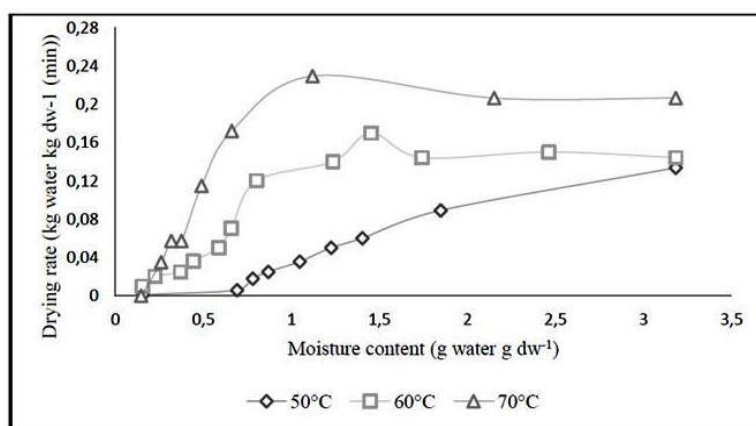 Drying rate (kg water kg dw-1 (min))
0,28
0,24
0,2
0,16
0,12
0,08
0,04
0
0 0,5 1 1,5 2 2,5 3 3,5
Moisture content (g water g dw⁻¹)
50°C 60°C 70°C